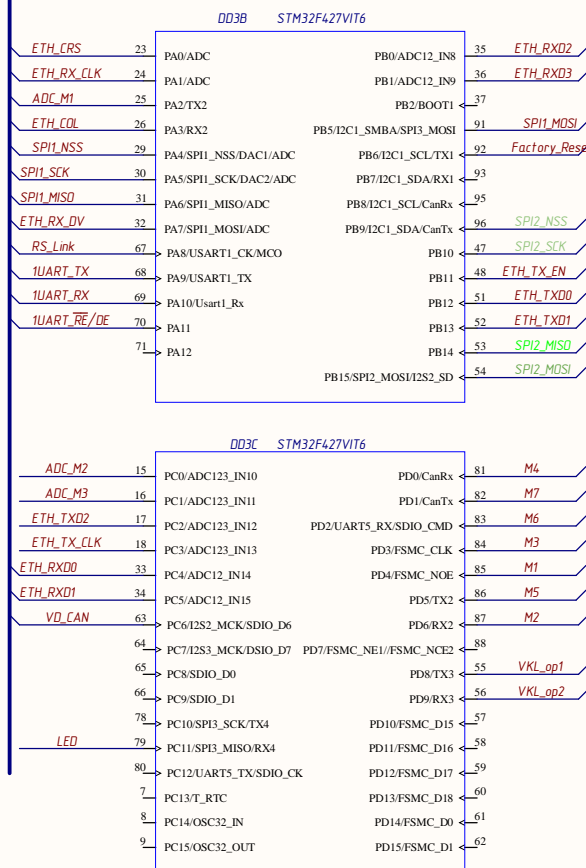 DD3B STM32F427VIT6
ETH_CRS 23 PA0/ADC PB0/ADC12_IN8 35 ETH_RXD2
ETH_RX_CLK 24 PA1/ADC PB1/ADC12_IN9 36 ETH_RXD3
ADC_M1 25 PA2/TX2 PB2/BOOT1 37
ETH_COL 26 PA3/RX2 PB5/I2C1_SMBA/SPI3_MOSI 91 SPI1_MOSI
SPI1_NSS 29 PA4/SPI1_NSS/DAC1/ADC PB6/I2C1_SCL/TX1 92 Factory_Rese
SPI1_SCK 30 PA5/SPI1_SCK/DAC2/ADC PB7/I2C1_SDA/RX1 93
SPI1_MISO 31 PA6/SPI1_MISO/ADC PB8/I2C1_SCL/CanRx 95
ETH_RX_DV 32 PA7/SPI1_MOSI/ADC PB9/I2C1_SDA/CanTx 96 SPI2_NSS
RS_Link 67 PA8/USART1_CK/MCO PB10 47 SPI2_SCK
1UART_TX 68 PA9/USART1_TX PB11 48 ETH_TX_EN
1UART_RX 69 PA10/Usart1_Rx PB12 51 ETH_TXD0
1UART_RE/DE 70 PA11 PB13 52 ETH_TXD1
71 PA12 PB14 53 SPI2_MISO
PB15/SPI2_MOSI/I2S2_SD 54 SPI2_MOSI
DD3C STM32F427VIT6
ADC_M2 15 PC0/ADC123_IN10 PD0/CanRx 81 M4
ADC_M3 16 PC1/ADC123_IN11 PD1/CanTx 82 M7
ETH_TXD2 17 PC2/ADC123_IN12 PD2/UART5_RX/SDIO_CMD 83 M6
ETH_TX_CLK 18 PC3/ADC123_IN13 PD3/FSMC_CLK 84 M3
ETH_RXD0 33 PC4/ADC12_IN14 PD4/FSMC_NOE 85 M1
ETH_RXD1 34 PC5/ADC12_IN15 PD5/TX2 86 M5
VD_CAN 63 PC6/I2S2_MCK/SDIO_D6 PD6/RX2 87 M2
64 PC7/I2S3_MCK/DSIO_D7 PD7/FSMC_NE1//FSMC_NCE2 88
65 PC8/SDIO_D0 PD8/TX3 55 VKL_op1
66 PC9/SDIO_D1 PD9/RX3 56 VKL_op2
78 PC10/SPI3_SCK/TX4 PD10/FSMC_D15 57
LED 79 PC11/SPI3_MISO/RX4 PD11/FSMC_D16 58
80 PC12/UART5_TX/SDIO_CK PD12/FSMC_D17 59
7 PC13/T_RTC PD13/FSMC_D18 60
8 PC14/OSC32_IN PD14/FSMC_D0 61
9 PC15/OSC32_OUT PD15/FSMC_D1 62